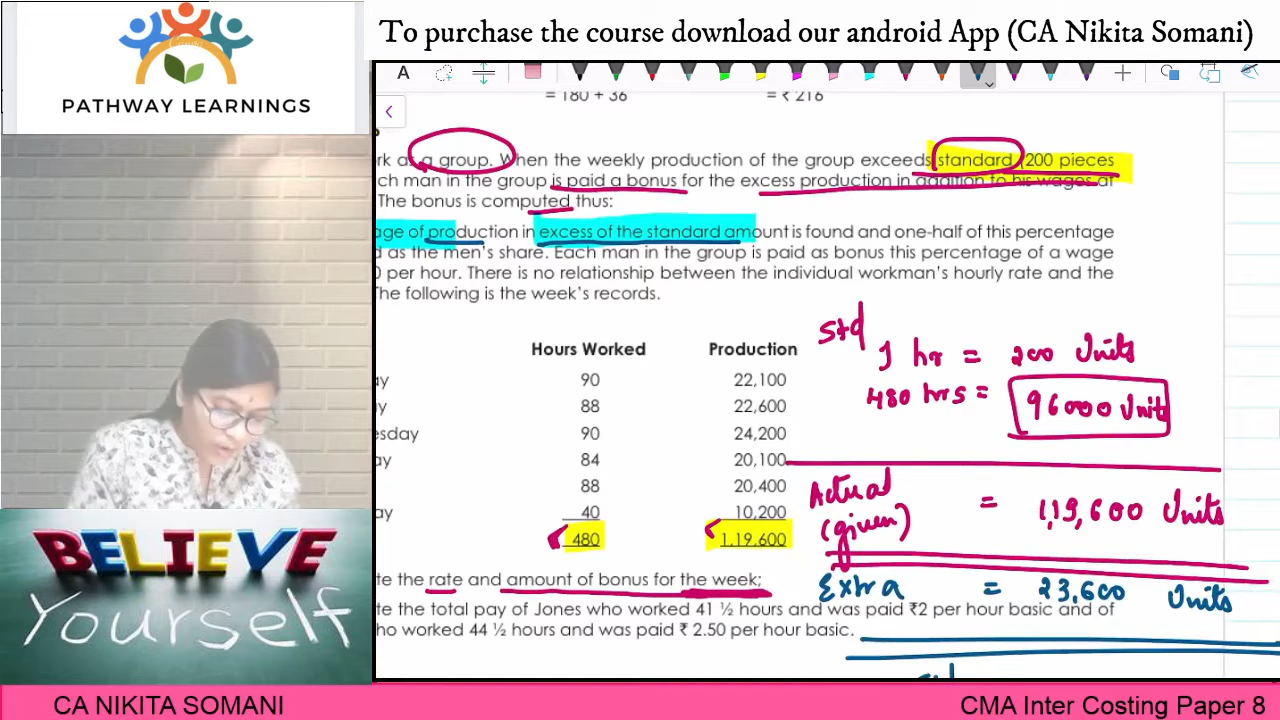 To purchase the course download our android App (CA Nikita Somani)
PATHWAY LEARNINGS
A
= 180 + 36 = ₹ 216
rk as a group. When the weekly production of the group exceeds standard (200 pieces
ch man in the group is paid a bonus for the excess production in addition to his wages at
The bonus is computed thus:
age of production in excess of the standard amount is found and one-half of this percentage
d as the men's share. Each man in the group is paid as bonus this percentage of a wage
0 per hour. There is no relationship between the individual workman's hourly rate and the
The following is the week's records.
Hours Worked Production
ay 90 22,100
ay 88 22,600
esday 90 24,200
ay 84 20,100
88 20,400
ay 40 10,200
480 1,19,600
te the rate and amount of bonus for the week;
te the total pay of Jones who worked 41 ½ hours and was paid ₹2 per hour basic and of
ho worked 44 ½ hours and was paid ₹ 2.50 per hour basic.
Std
1 hr = 200 Units
480 hrs = 96000 Units
Actual (given) = 1,19,600 Units
Extra = 23,600 Units
BELIEVE
Yourself
CA NIKITA SOMANI
CMA Inter Costing Paper 8